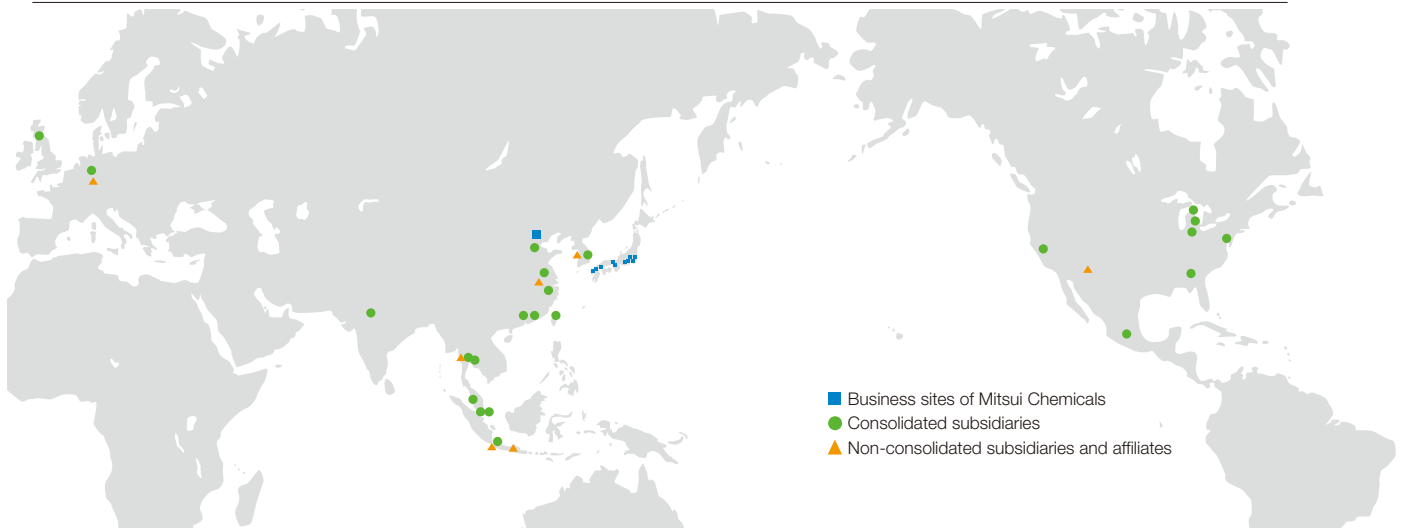 Business sites of Mitsui Chemicals
Consolidated subsidiaries
Non-consolidated subsidiaries and affiliates